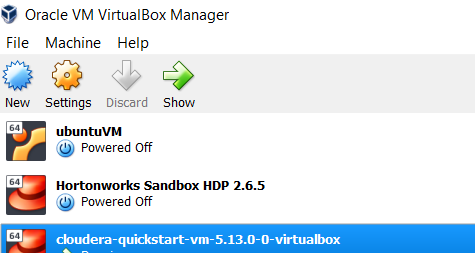 Oracle VM VirtualBox Manager
File Machine Help
New Settings Discard Show
64 ubuntuVM
Powered Off
64 Hortonworks Sandbox HDP 2.6.5
Powered Off
64 cloudera-quickstart-vm-5.13.0-0-virtualbox